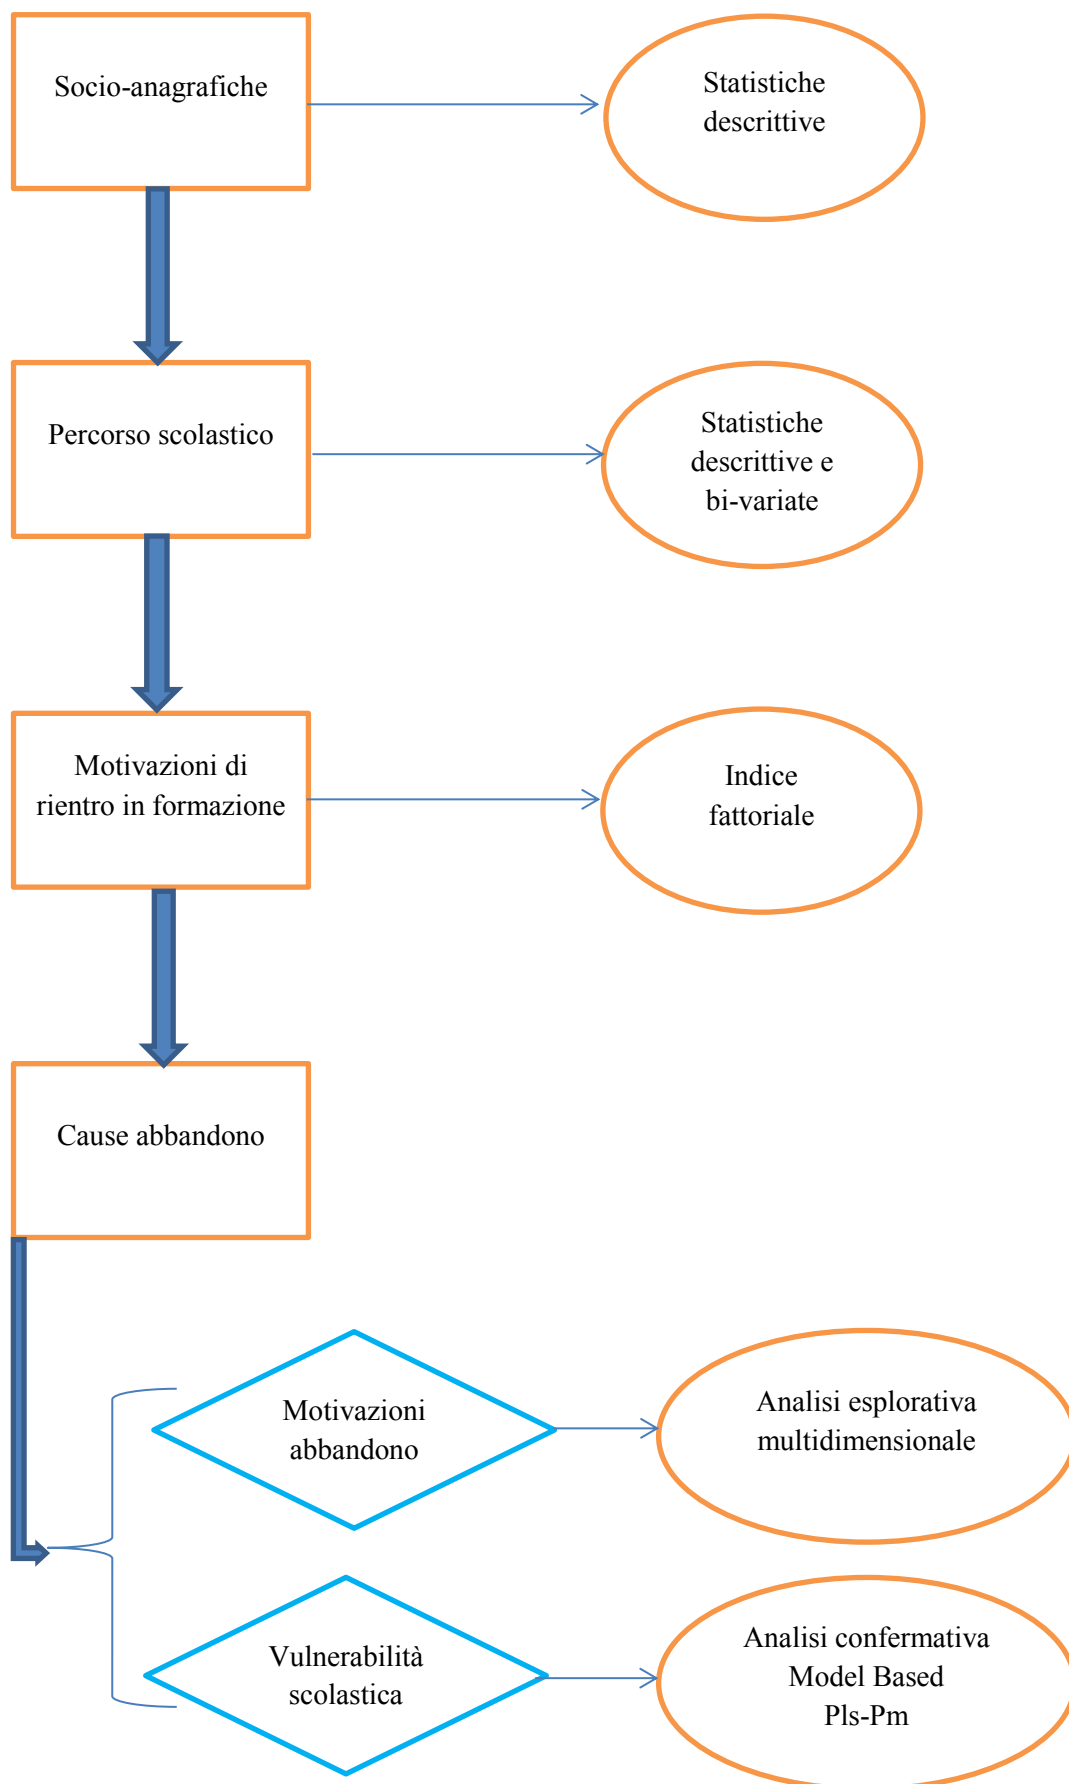 Socio-anagrafiche
Statistiche
descrittive
Percorso scolastico
Statistiche
descrittive e
bi-variate
Motivazioni di
rientro in formazione
Indice
fattoriale
Cause abbandono
Motivazioni
abbandono
Analisi esplorativa
multidimensionale
Vulnerabilità
scolastica
Analisi confermativa
Model Based
Pls-Pm